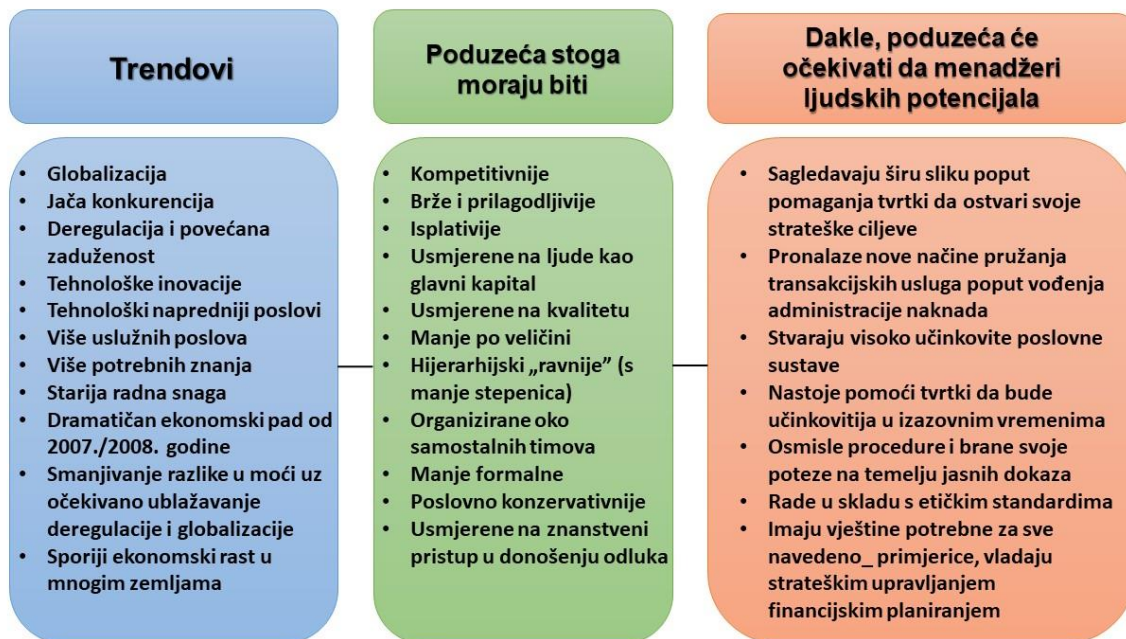 Trendovi
• Globalizacija
• Jača konkurencija
• Deregulacija i povećana
zaduženost
• Tehnološke inovacije
• Tehnološki napredniji poslovi
• Više uslužnih poslova
• Više potrebnih znanja
• Starija radna snaga
• Dramatičan ekonomski pad od
2007./2008. godine
• Smanjivanje razlike u moći uz
očekivano ublažavanje
deregulacije i globalizacije
• Sporiji ekonomski rast u
mnogim zemljama
Poduzeća stoga
moraju biti
• Kompetitivnije
• Brže i prilagodljivije
• Isplativije
• Usmjerene na ljude kao
glavni kapital
• Usmjerene na kvalitetu
• Manje po veličini
• Hijerarhijski „ravnije” (s
manje stepenica)
• Organizirane oko
samostalnih timova
• Manje formalne
• Poslovno konzervativnije
• Usmjerene na znanstveni
pristup u donošenju odluka
Dakle, poduzeća će
očekivati da menadžeri
ljudskih potencijala
• Sagledavaju širu sliku poput
pomaganja tvrtki da ostvari svoje
strateške ciljeve
• Pronalaze nove načine pružanja
transakcijskih usluga poput vođenja
administracije naknada
• Stvaraju visoko učinkovite poslovne
sustave
• Nastoje pomoći tvrtki da bude
učinkovitija u izazovnim vremenima
• Osmisle procedure i brane svoje
poteze na temelju jasnih dokaza
• Rade u skladu s etičkim standardima
• Imaju vještine potrebne za sve
navedeno_ primjerice, vladaju
strateškim upravljanjem
financijskim planiranjem